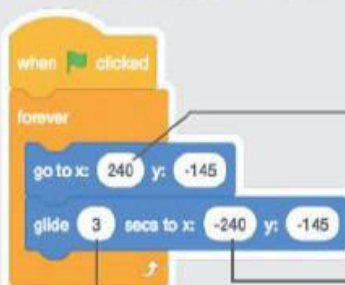 when clicked
forever
go to x: 240 y: -145
glide 3 secs to x: -240 y: -145